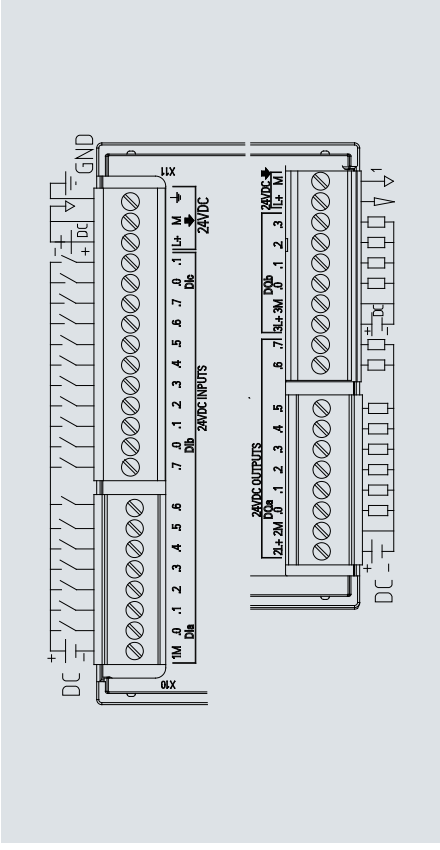 GND
X11
24VDC
L+ M
DC
- +
DIa
1M .0 .1 .2 .3 .4 .5 .6
DIb
.7 .0 .1 .2 .3 .4 .5 .6 .7
DIc
.0 .1
24VDC INPUTS
X10
+ -
DC
24VDC
L+ M
1
DQb
3L+ 3M .0 .1 .2 .3
DC
+ -
24VDC OUTPUTS
DQa
2L+ 2M .0 .1 .2 .3 .4 .5 .6 .7
+ -
DC